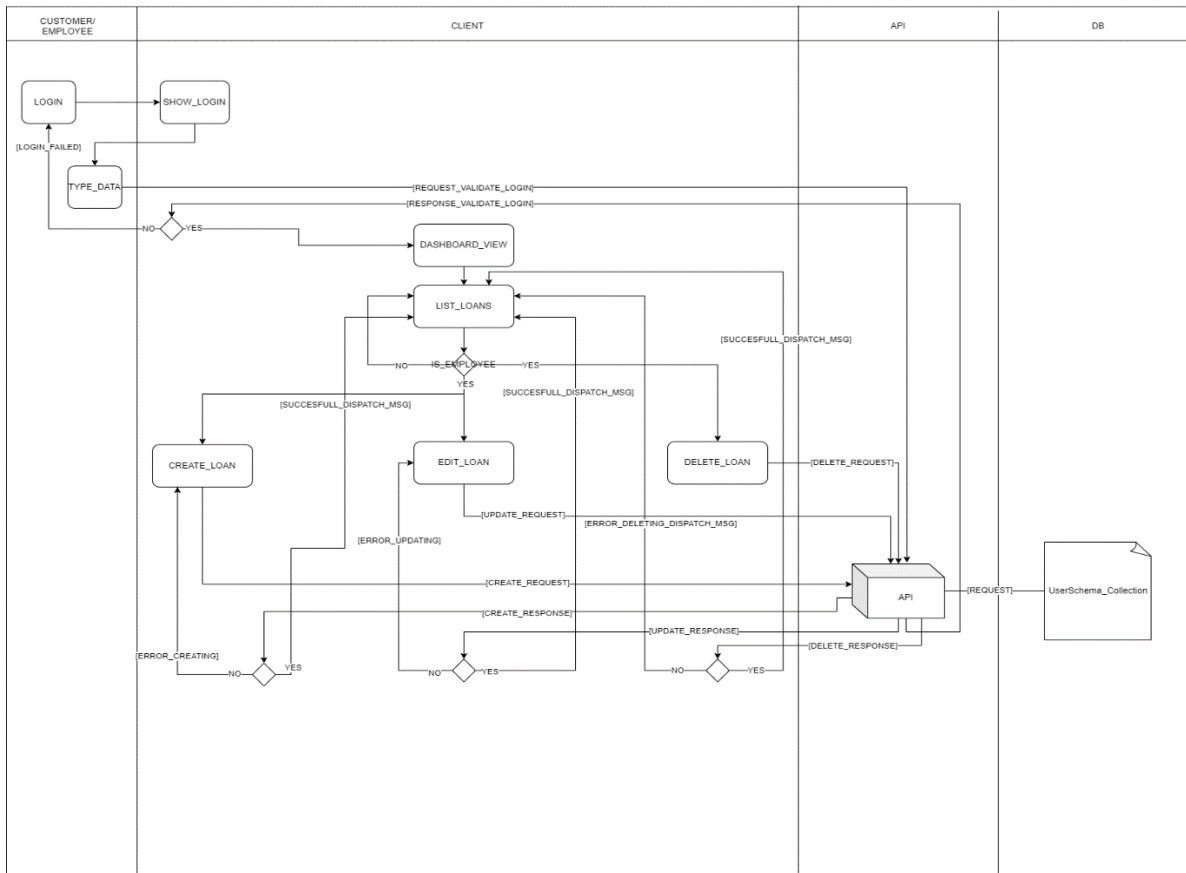 CUSTOMER/
EMPLOYEE
CLIENT
API
DB
LOGIN
SHOW_LOGIN
[LOGIN_FAILED]
TYPE_DATA
[REQUEST_VALIDATE_LOGIN]
[RESPONSE_VALIDATE_LOGIN]
NO
YES
DASHBOARD_VIEW
LIST_LOANS
[SUCCESFULL_DISPATCH_MSG]
NO
IS_EMPLOYEE
YES
YES
[SUCCESFULL_DISPATCH_MSG]
[SUCCESFULL_DISPATCH_MSG]
CREATE_LOAN
EDIT_LOAN
DELETE_LOAN
[DELETE_REQUEST]
[UPDATE_REQUEST]
[ERROR_DELETING_DISPATCH_MSG]
[ERROR_UPDATING]
[CREATE_REQUEST]
API
[REQUEST]
UserSchema_Collection
[CREATE_RESPONSE]
[UPDATE_RESPONSE]
[DELETE_RESPONSE]
[ERROR_CREATING]
NO
YES
NO
YES
NO
YES